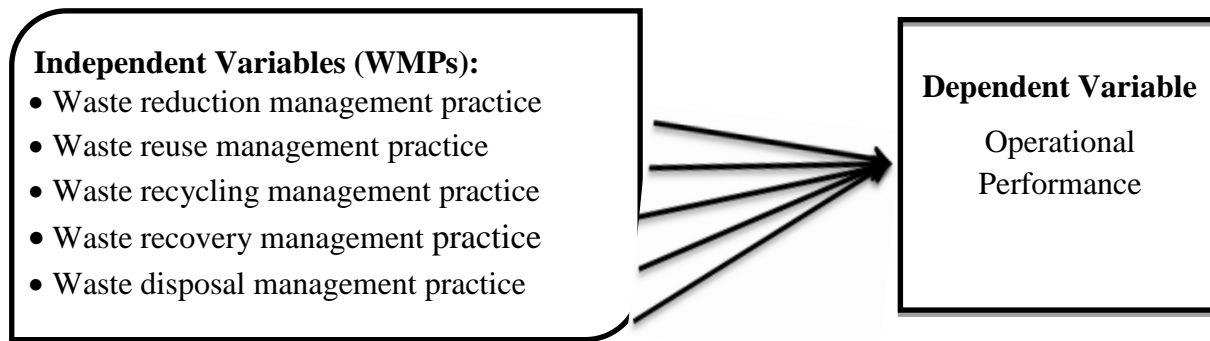 Independent Variables (WMPs):
• Waste reduction management practice
• Waste reuse management practice
• Waste recycling management practice
• Waste recovery management practice
• Waste disposal management practice
Dependent Variable
Operational
Performance